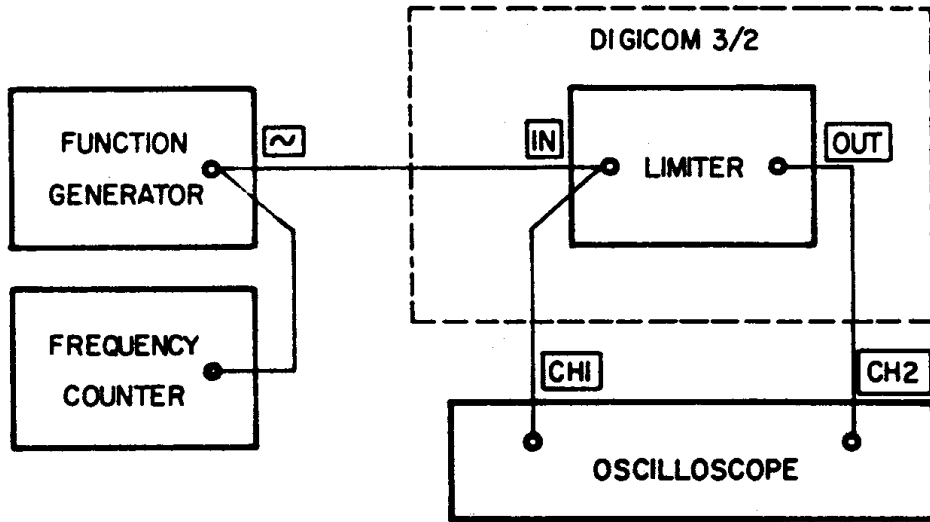 DIGICOM 3/2
FUNCTION
GENERATOR
~
IN
LIMITER
OUT
FREQUENCY
COUNTER
CH1
CH2
OSCILLOSCOPE